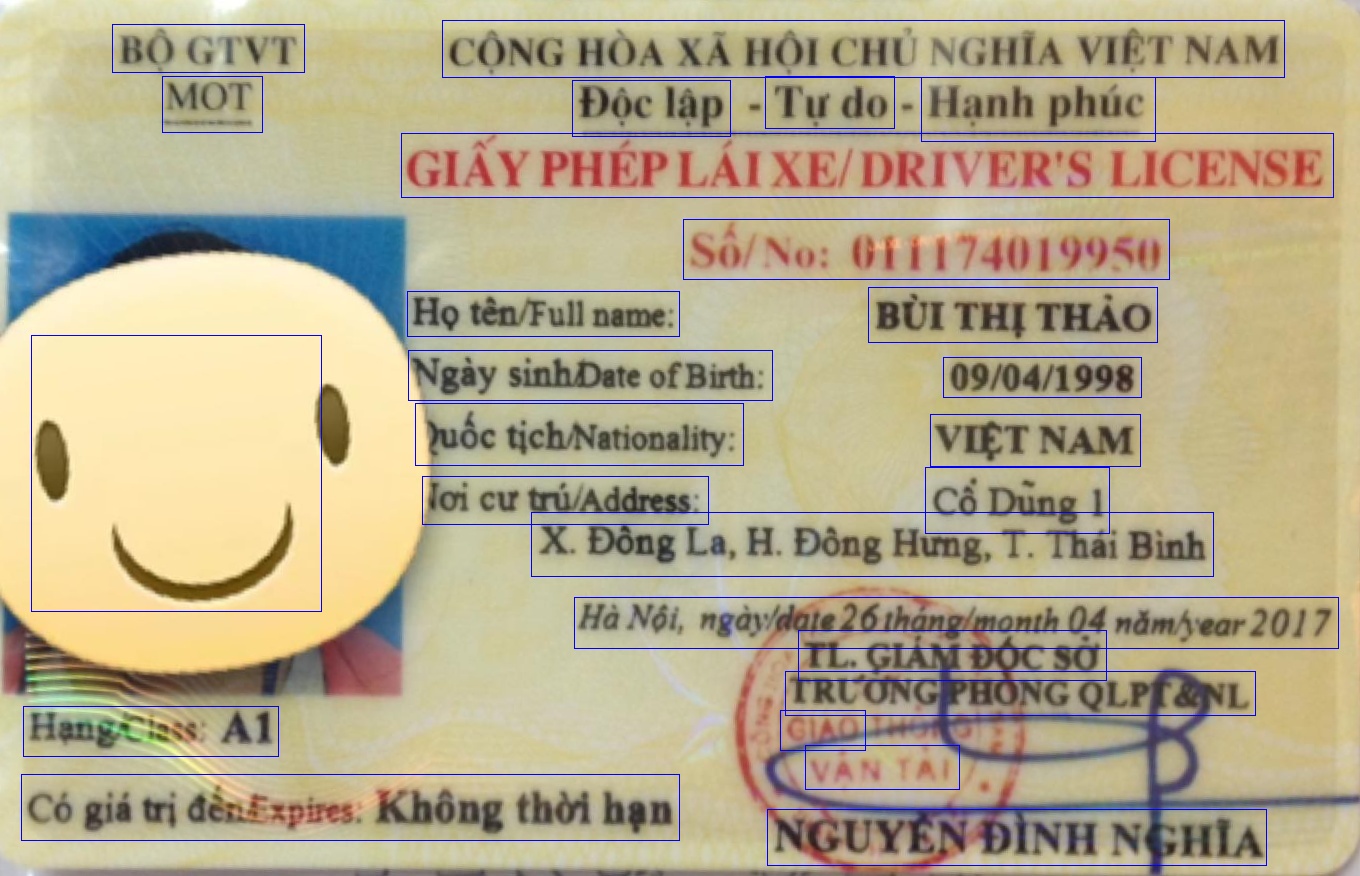 BỘ GTVT
MOT
CỘNG HÒA XÃ HỘI CHỦ NGHĨA VIỆT NAM
Độc lập - Tự do - Hạnh phúc
GIẤY PHÉP LÁI XE/ DRIVER'S LICENSE
Số/ No: 011174019950
Họ tên/Full name: BÙI THỊ THẢO
Ngày sinh/Date of Birth: 09/04/1998
Quốc tịch/Nationality: VIỆT NAM
Nơi cư trú/Address: Cổ Dũng 1
X. Đông La, H. Đông Hưng, T. Thái Bình
Hà Nội, ngày/date 26 tháng/month 04 năm/year 2017
TL. GIÁM ĐỐC SỞ
TRƯỞNG PHÒNG QLPT&NL
GIAO THÔNG
VẬN TẢI
Hạng/Class: A1
Có giá trị đến/Expires: Không thời hạn
NGUYỄN ĐÌNH NGHĨA